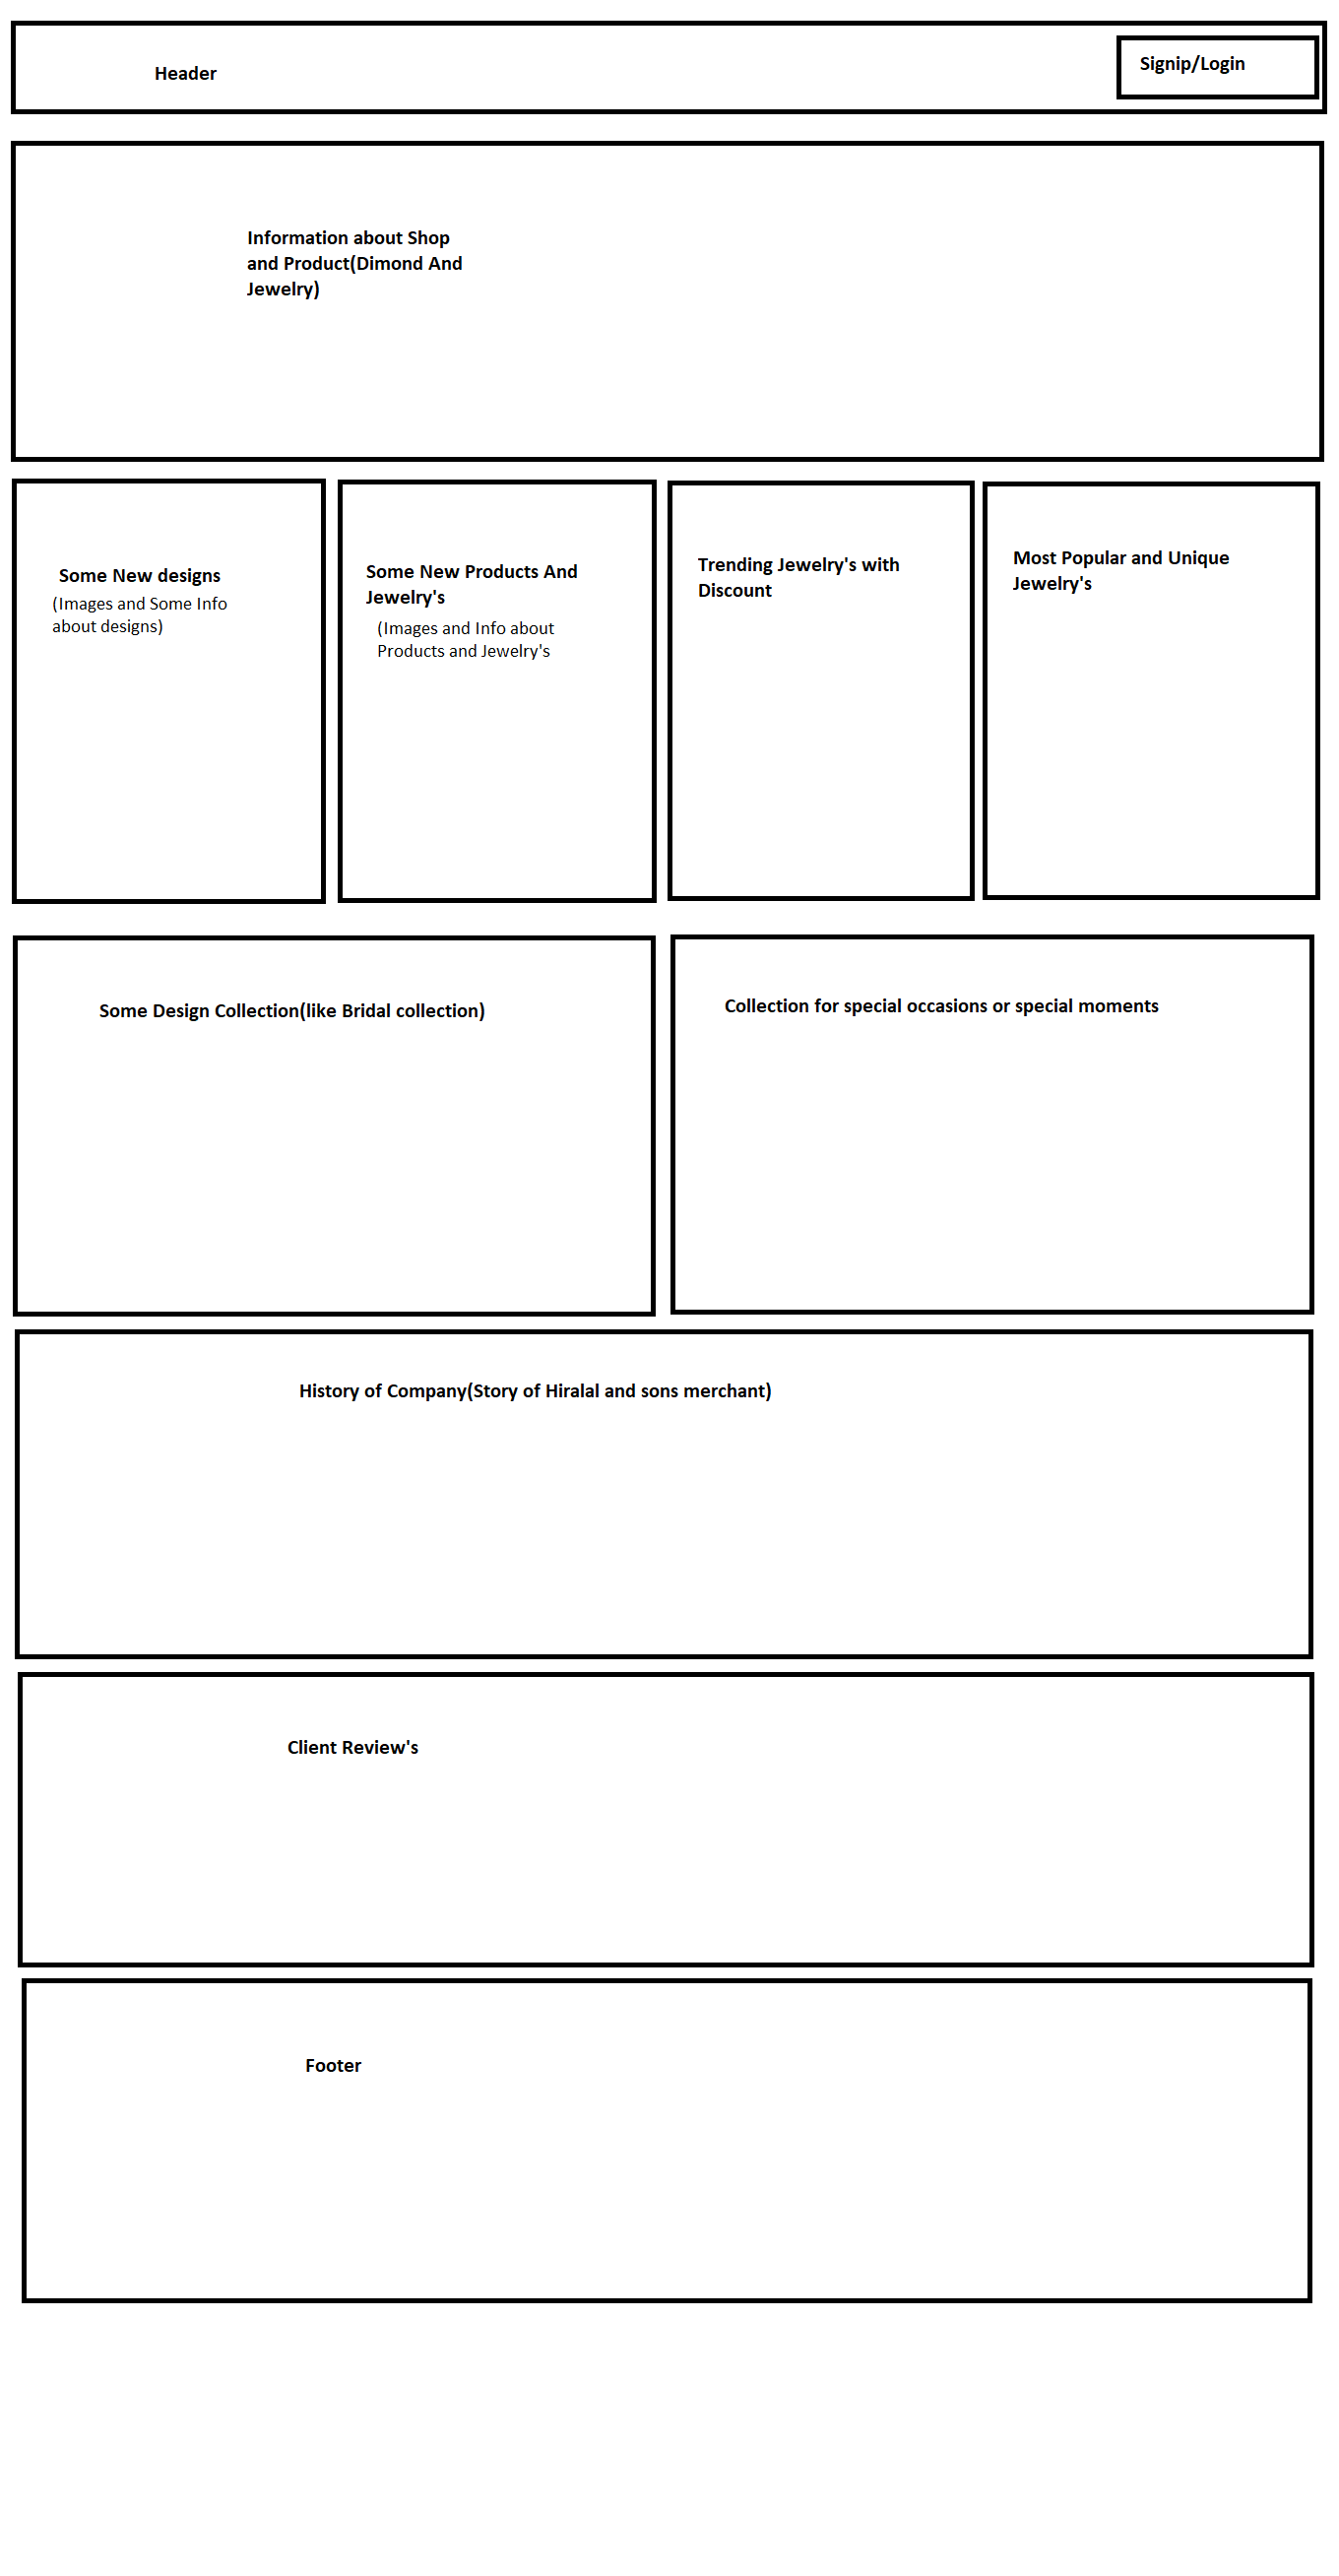 Header
Signip/Login
Information about Shop
and Product(Dimond And
Jewelry)
Some New designs
(Images and Some Info
about designs)
Some New Products And
Jewelry's
(Images and Info about
Products and Jewelry's
Trending Jewelry's with
Discount
Most Popular and Unique
Jewelry's
Some Design Collection(like Bridal collection)
Collection for special occasions or special moments
History of Company(Story of Hiralal and sons merchant)
Client Review's
Footer